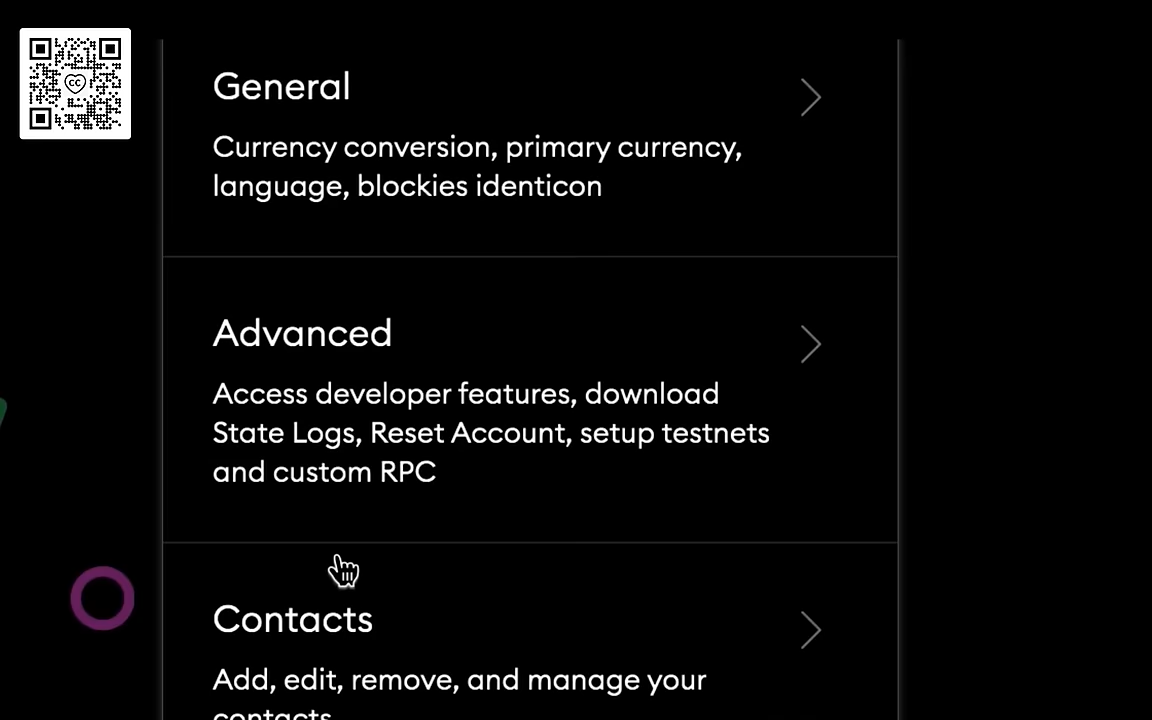 General
Currency conversion, primary currency,
language, blockies identicon
Advanced
Access developer features, download
State Logs, Reset Account, setup testnets
and custom RPC
Contacts
Add, edit, remove, and manage your
contacts